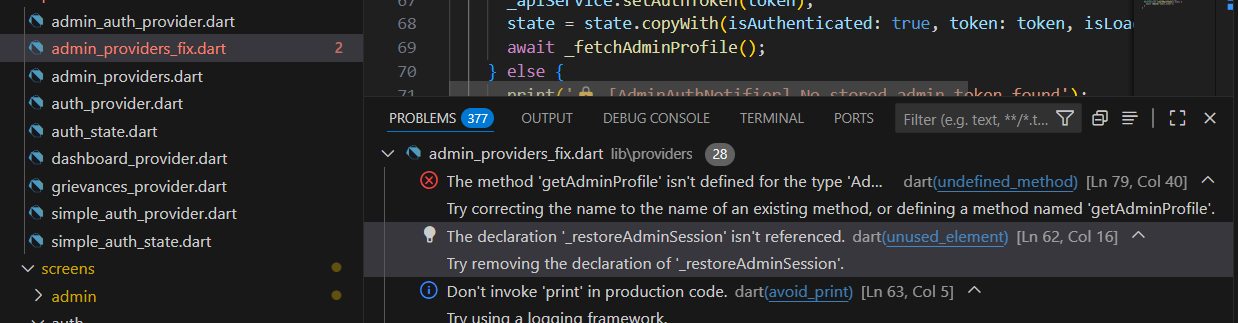 admin_auth_provider.dart
admin_providers_fix.dart 2
admin_providers.dart
auth_provider.dart
auth_state.dart
dashboard_provider.dart
grievances_provider.dart
simple_auth_provider.dart
simple_auth_state.dart
screens
admin
auth
67 _apiService.setAuthToken(token);
68 state = state.copyWith(isAuthenticated: true, token: token, isLoa
69 await _fetchAdminProfile();
70 } else {
71 print('🔒 [AdminAuthNotifier] No stored admin token found');
PROBLEMS 377 OUTPUT DEBUG CONSOLE TERMINAL PORTS Filter (e.g. text, **/*.t...
admin_providers_fix.dart lib\providers 28
The method 'getAdminProfile' isn't defined for the type 'Ad... dart(undefined_method) [Ln 79, Col 40]
Try correcting the name to the name of an existing method, or defining a method named 'getAdminProfile'.
The declaration '_restoreAdminSession' isn't referenced. dart(unused_element) [Ln 62, Col 16]
Try removing the declaration of '_restoreAdminSession'.
Don't invoke 'print' in production code. dart(avoid_print) [Ln 63, Col 5]
Try using a logging framework.